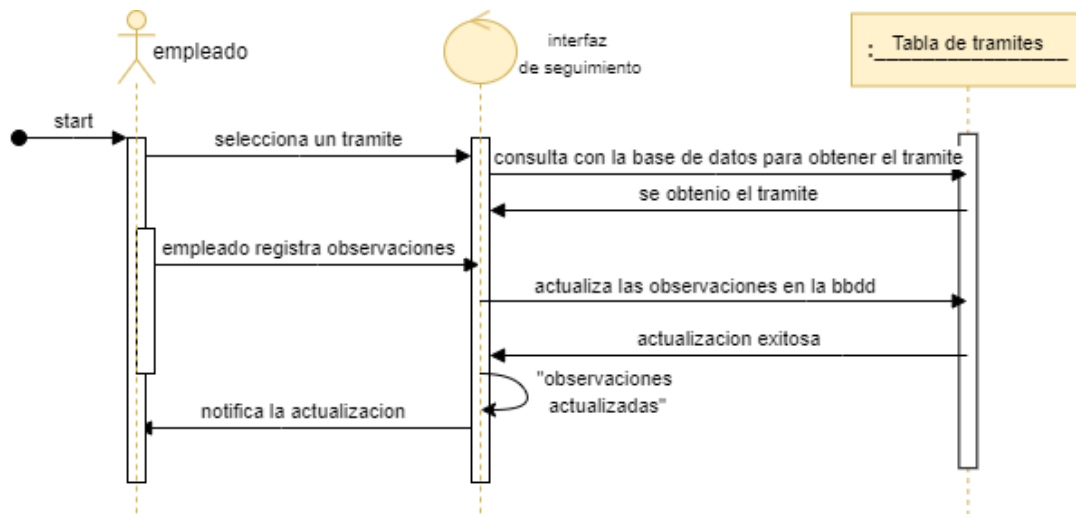 empleado
interfaz
de seguimiento
:
Tabla de tramites
start
selecciona un tramite
consulta con la base de datos para obtener el tramite
se obtenio el tramite
empleado registra observaciones
actualiza las observaciones en la bbdd
actualizacion exitosa
"observaciones
actualizadas"
notifica la actualizacion